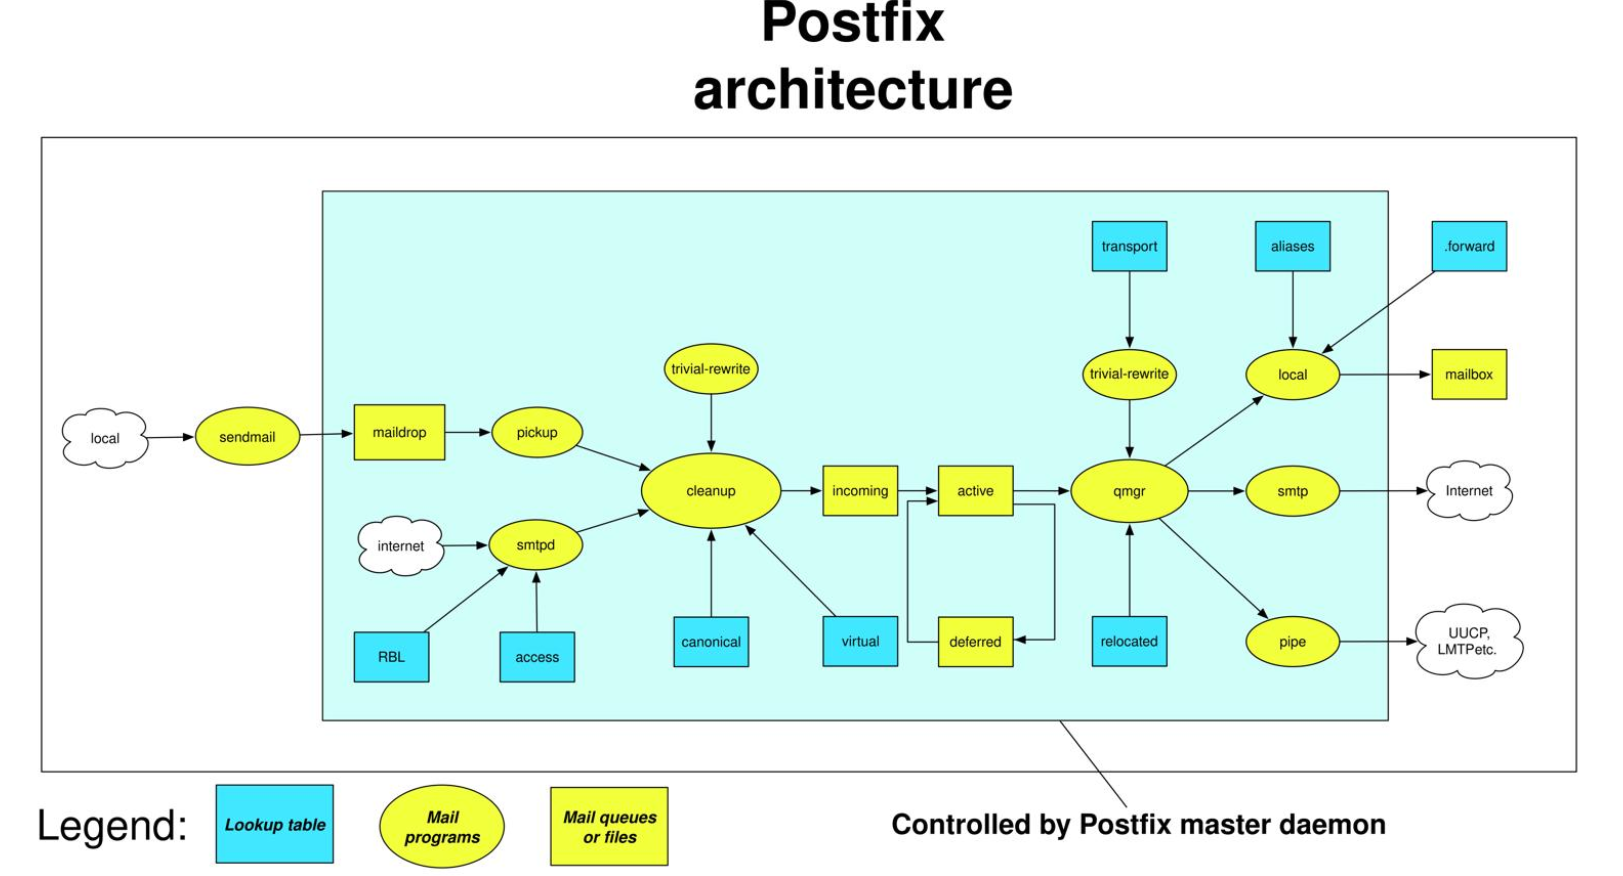 Postfix
architecture
transport
aliases
.forward
trivial-rewrite
trivial-rewrite
local
mailbox
local
sendmail
maildrop
pickup
cleanup
incoming
active
qmgr
smtp
Internet
internet
smtpd
RBL
access
canonical
virtual
deferred
relocated
pipe
UUCP,
LMTPetc.
Legend:
Lookup table
Mail
programs
Mail queues
or files
Controlled by Postfix master daemon